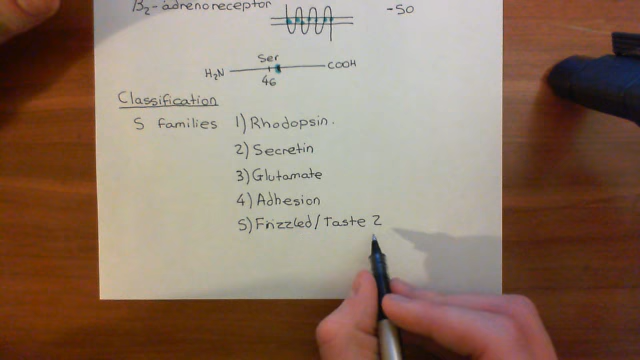 β2-adrenoreceptor -50
Ser
H2N COOH
46
Classification
5 families 1) Rhodopsin.
2) Secretin
3) Glutamate
4) Adhesion
5) Frizzled/Taste 2